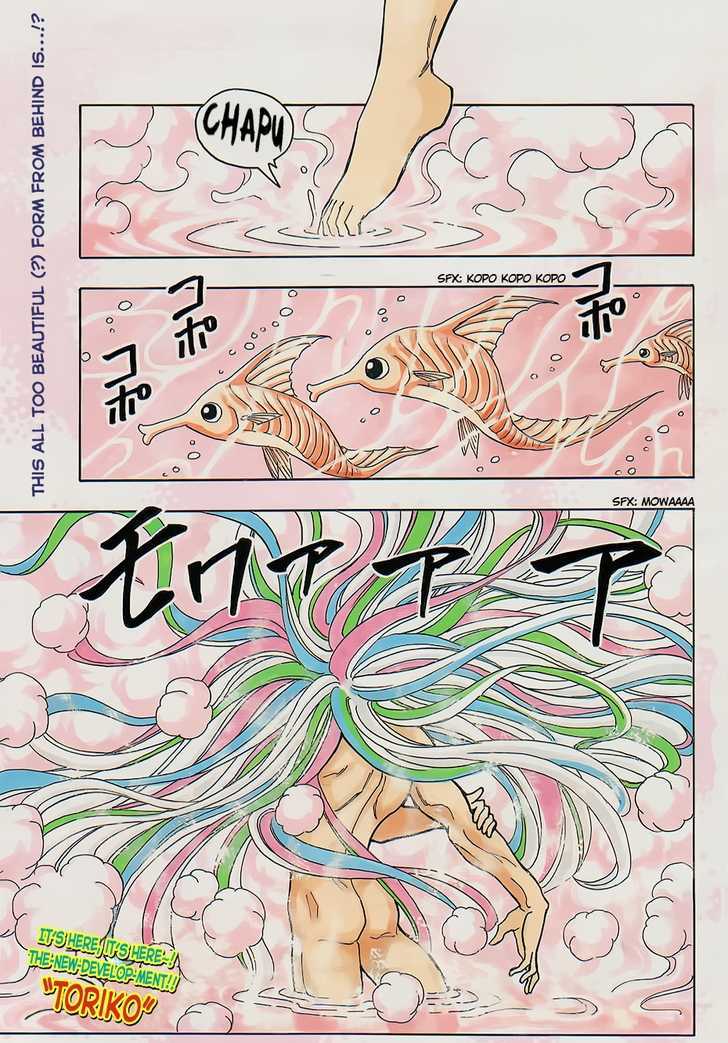 THIS ALL TOO BEAUTIFUL (?) FORM FROM BEHIND IS...!?
CHAPU
SFX: KOPO KOPO KOPO
コポ
コポ
コポ
SFX: MOWAAAA
モワァァァ
IT'S HERE, IT'S HERE~!
THE-NEW-DEVELOP-MENT!!
"TORIKO"